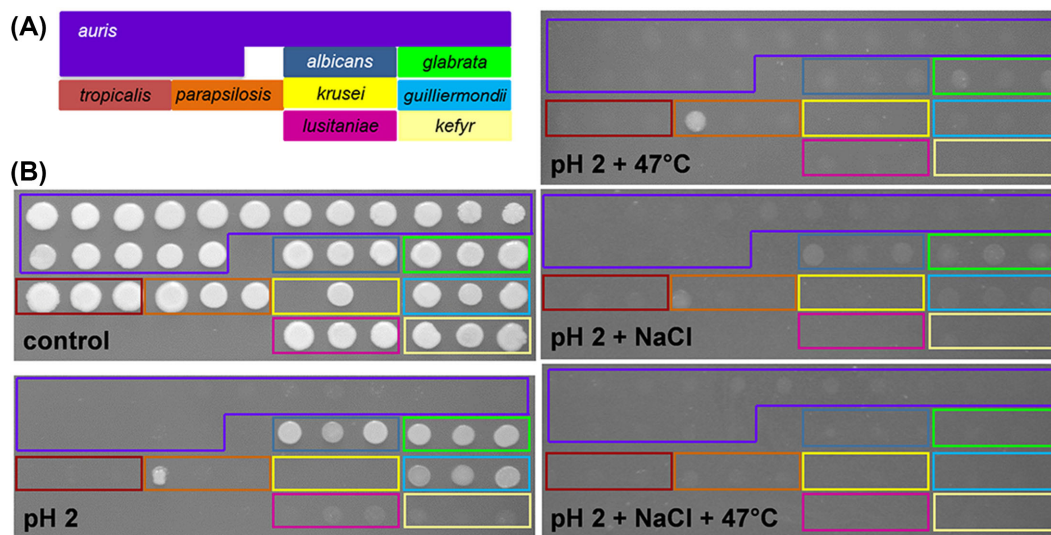 (A)
auris
albicans glabrata
tropicalis parapsilosis krusei guilliermondii
lusitaniae kefyr
(B)
control
pH 2
pH 2 + 47°C
pH 2 + NaCl
pH 2 + NaCl + 47°C